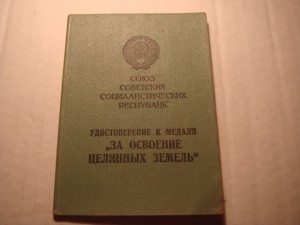 СОЮЗ
СОВЕТСКИХ
СОЦИАЛИСТИЧЕСКИХ
РЕСПУБЛИК
УДОСТОВЕРЕНИЕ К МЕДАЛИ
„ЗА ОСВОЕНИЕ
ЦЕЛИННЫХ ЗЕМЕЛЬ“